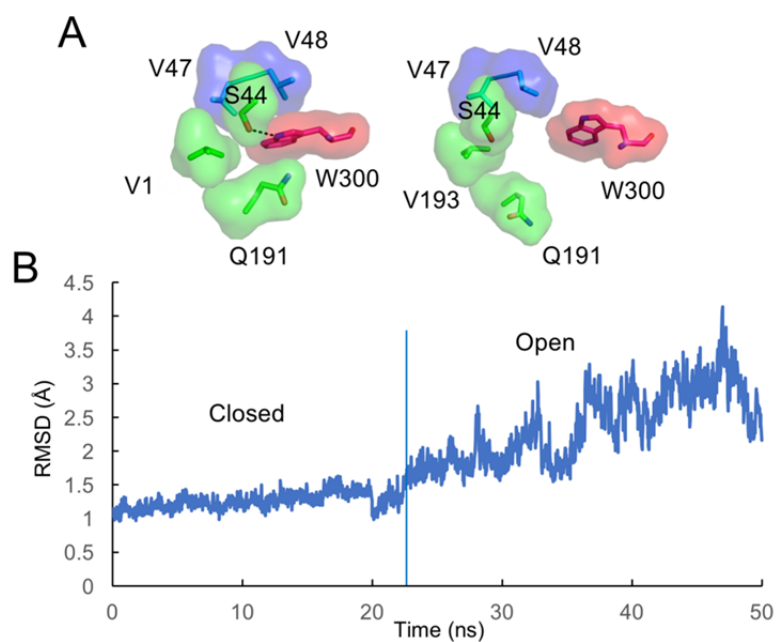 A
V47 V48
S44
V1
W300
Q191
V47 V48
S44
V193
W300
Q191
B
4.5
4
3.5
3
2.5
2
1.5
1
0.5
0
RMSD (Å)
Closed
Open
0 10 20 30 40 50
Time (ns)